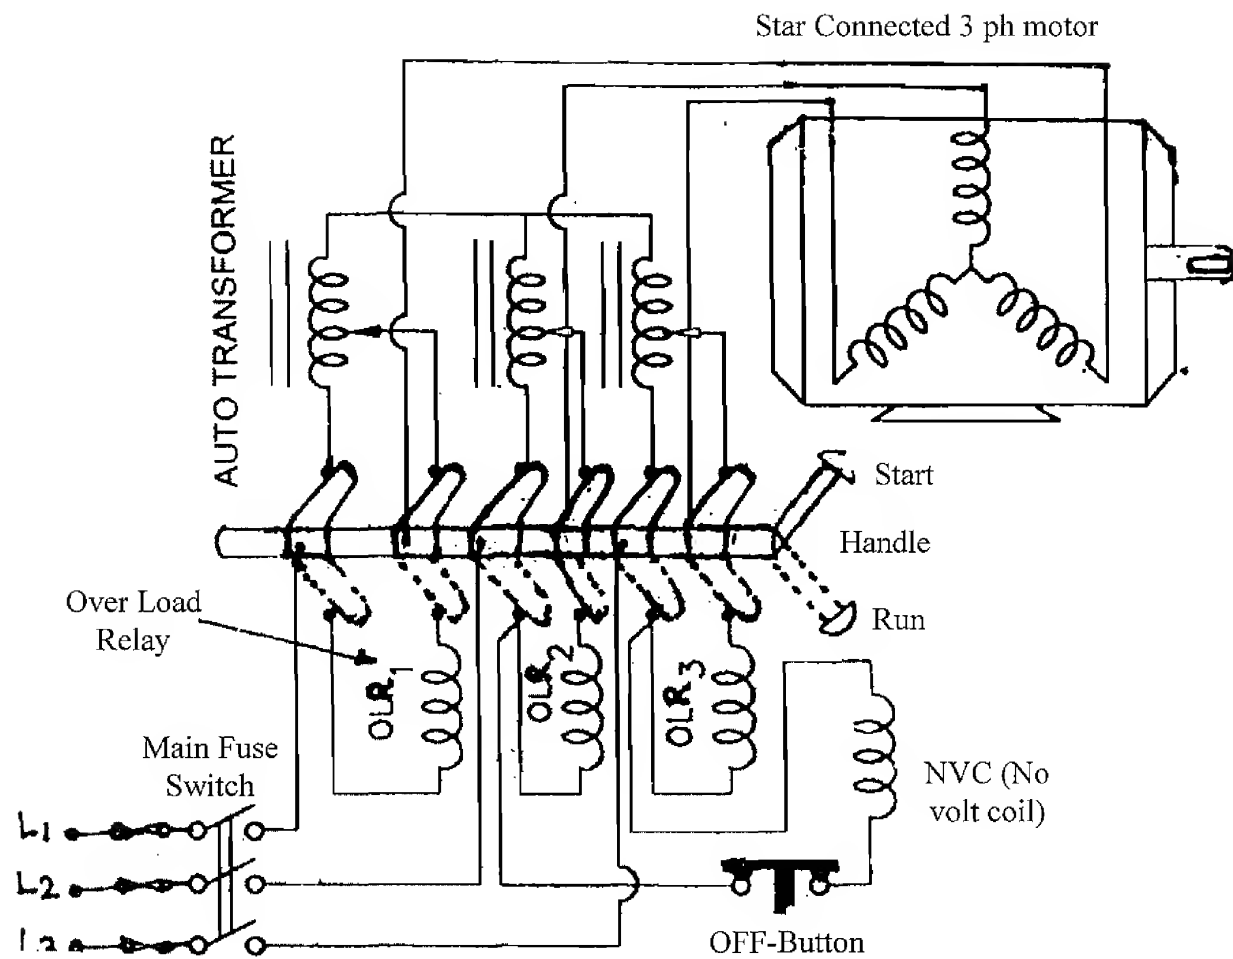 Star Connected 3 ph motor
AUTO TRANSFORMER
Start
Handle
Run
Over Load
Relay
OLR1
OLR2
OLR3
Main Fuse
Switch
NVC (No
volt coil)
L1
L2
OFF-Button